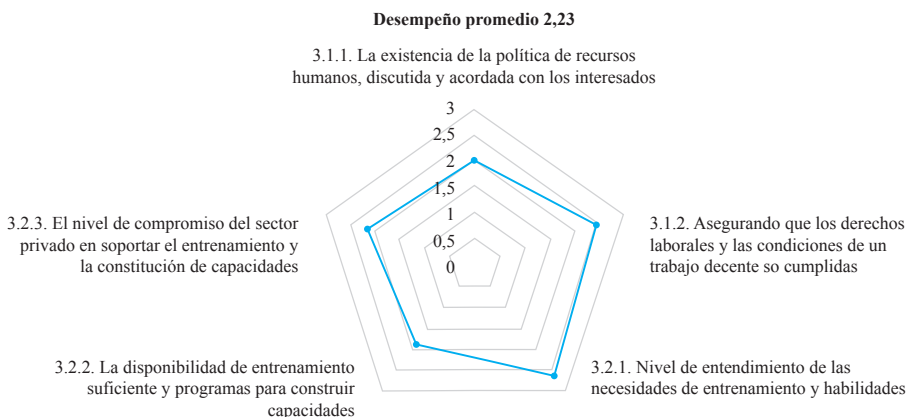 Desempeño promedio 2,23
3.1.1. La existencia de la política de recursos
humanos, discutida y acordada con los interesados
3
2,5
2
1,5
1
0,5
0
3.1.2. Asegurando que los derechos
laborales y las condiciones de un
trabajo decente so cumplidas
3.2.1. Nivel de entendimiento de las
necesidades de entrenamiento y habilidades
3.2.2. La disponibilidad de entrenamiento
suficiente y programas para construir
capacidades
3.2.3. El nivel de compromiso del sector
privado en soportar el entrenamiento y
la constitución de capacidades